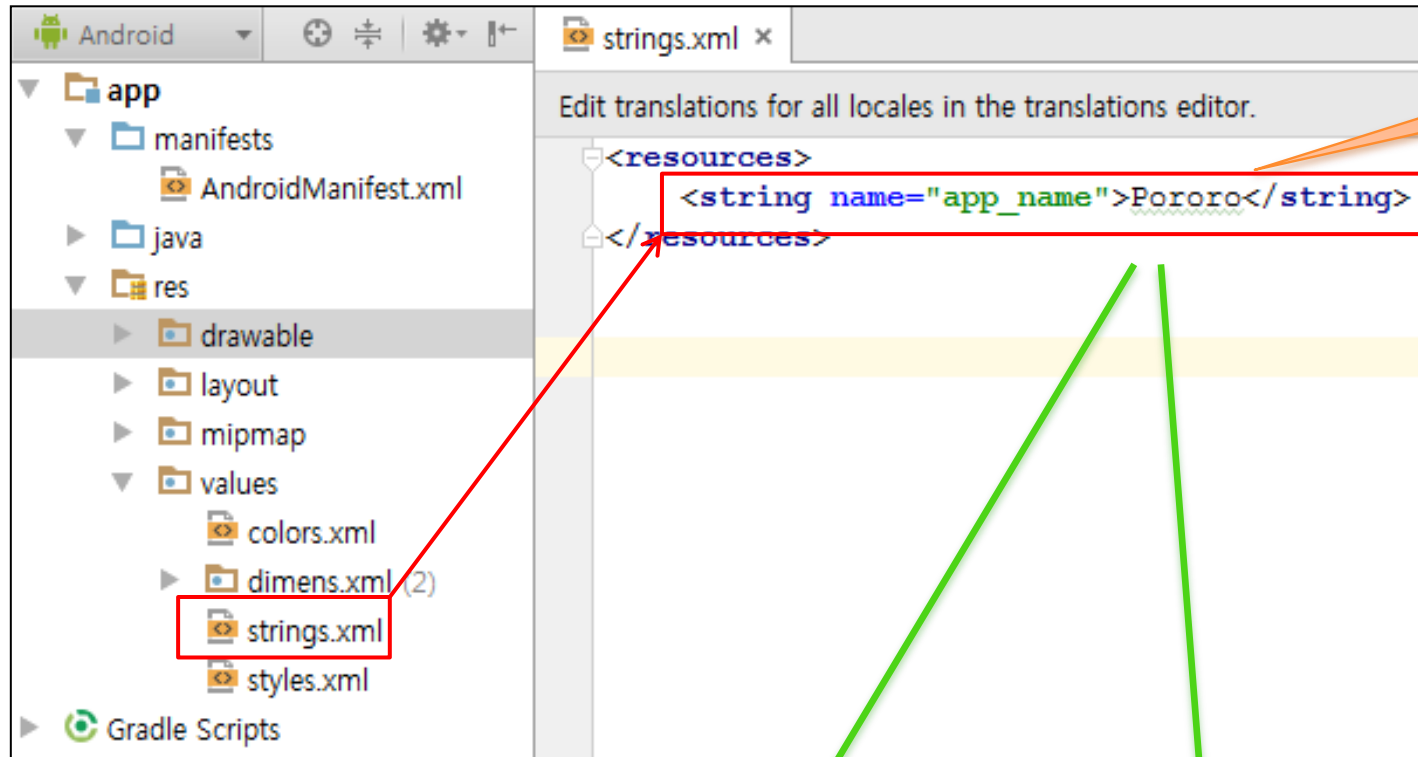 Android
app
manifests
AndroidManifest.xml
java
res
drawable
layout
mipmap
values
colors.xml
dimens.xml (2)
strings.xml
styles.xml
Gradle Scripts
strings.xml ×
Edit translations for all locales in the translations editor.
<resources>
<string name="app_name">Pororo</string>
</resources>